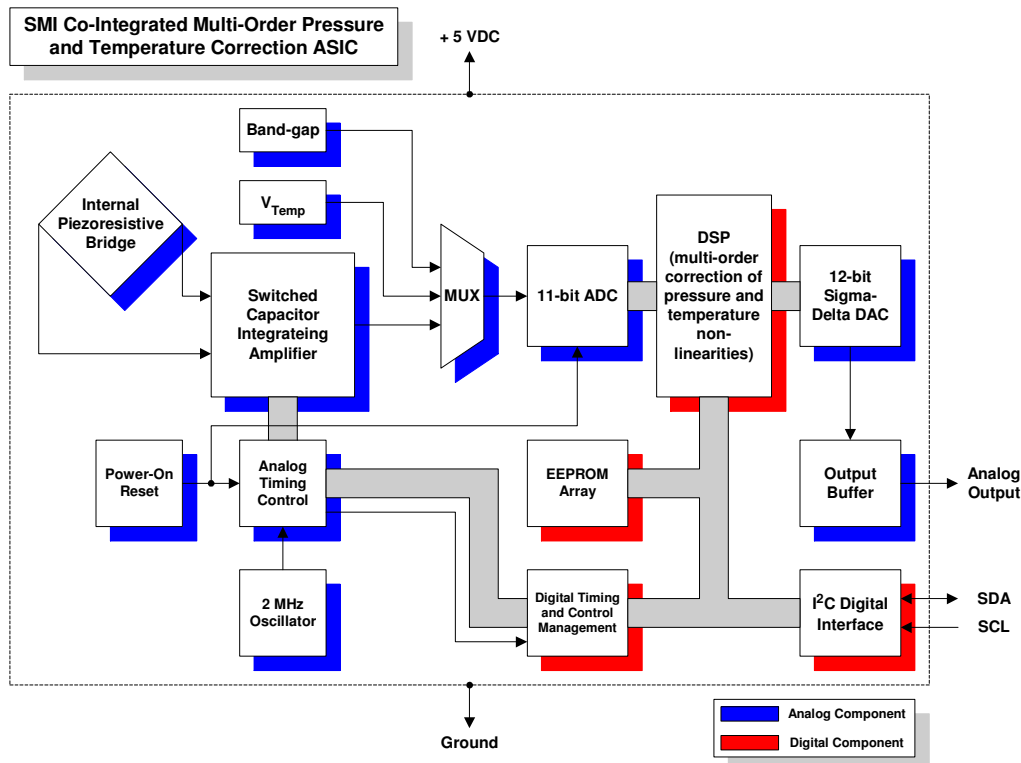 SMI Co-Integrated Multi-Order Pressure
and Temperature Correction ASIC
+ 5 VDC
Band-gap
V_Temp
Internal
Piezoresistive
Bridge
Switched
Capacitor
Integrateing
Amplifier
MUX
11-bit ADC
DSP
(multi-order
correction of
pressure and
temperature
non-
linearities)
12-bit
Sigma-
Delta DAC
Power-On
Reset
Analog
Timing
Control
EEPROM
Array
Output
Buffer
Analog
Output
2 MHz
Oscillator
Digital Timing
and Control
Management
I²C Digital
Interface
SDA
SCL
Ground
Analog Component
Digital Component